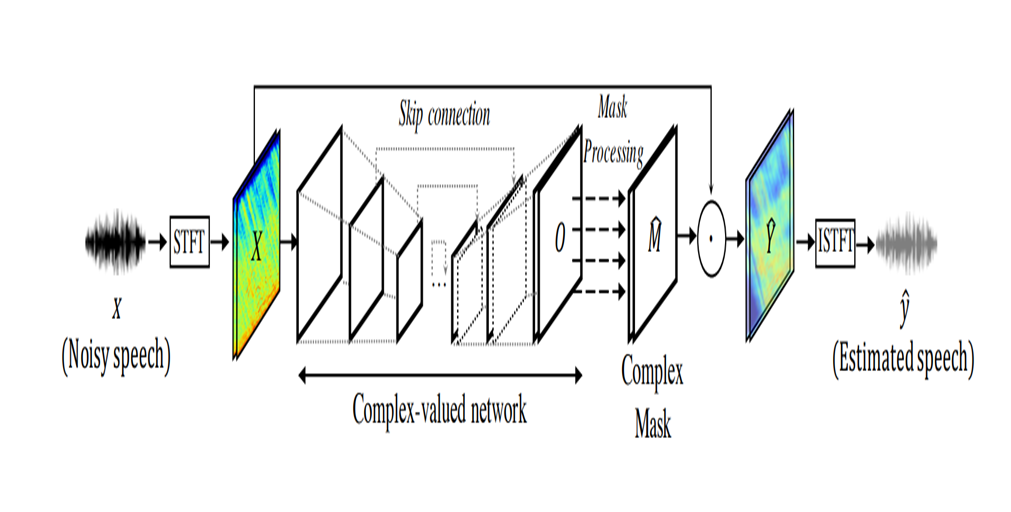 Skip connection
Mask
Processing
STFT
X
...
O
M̂
·
Ŷ
ISTFT
x
(Noisy speech)
ŷ
(Estimated speech)
Complex
Mask
Complex-valued network